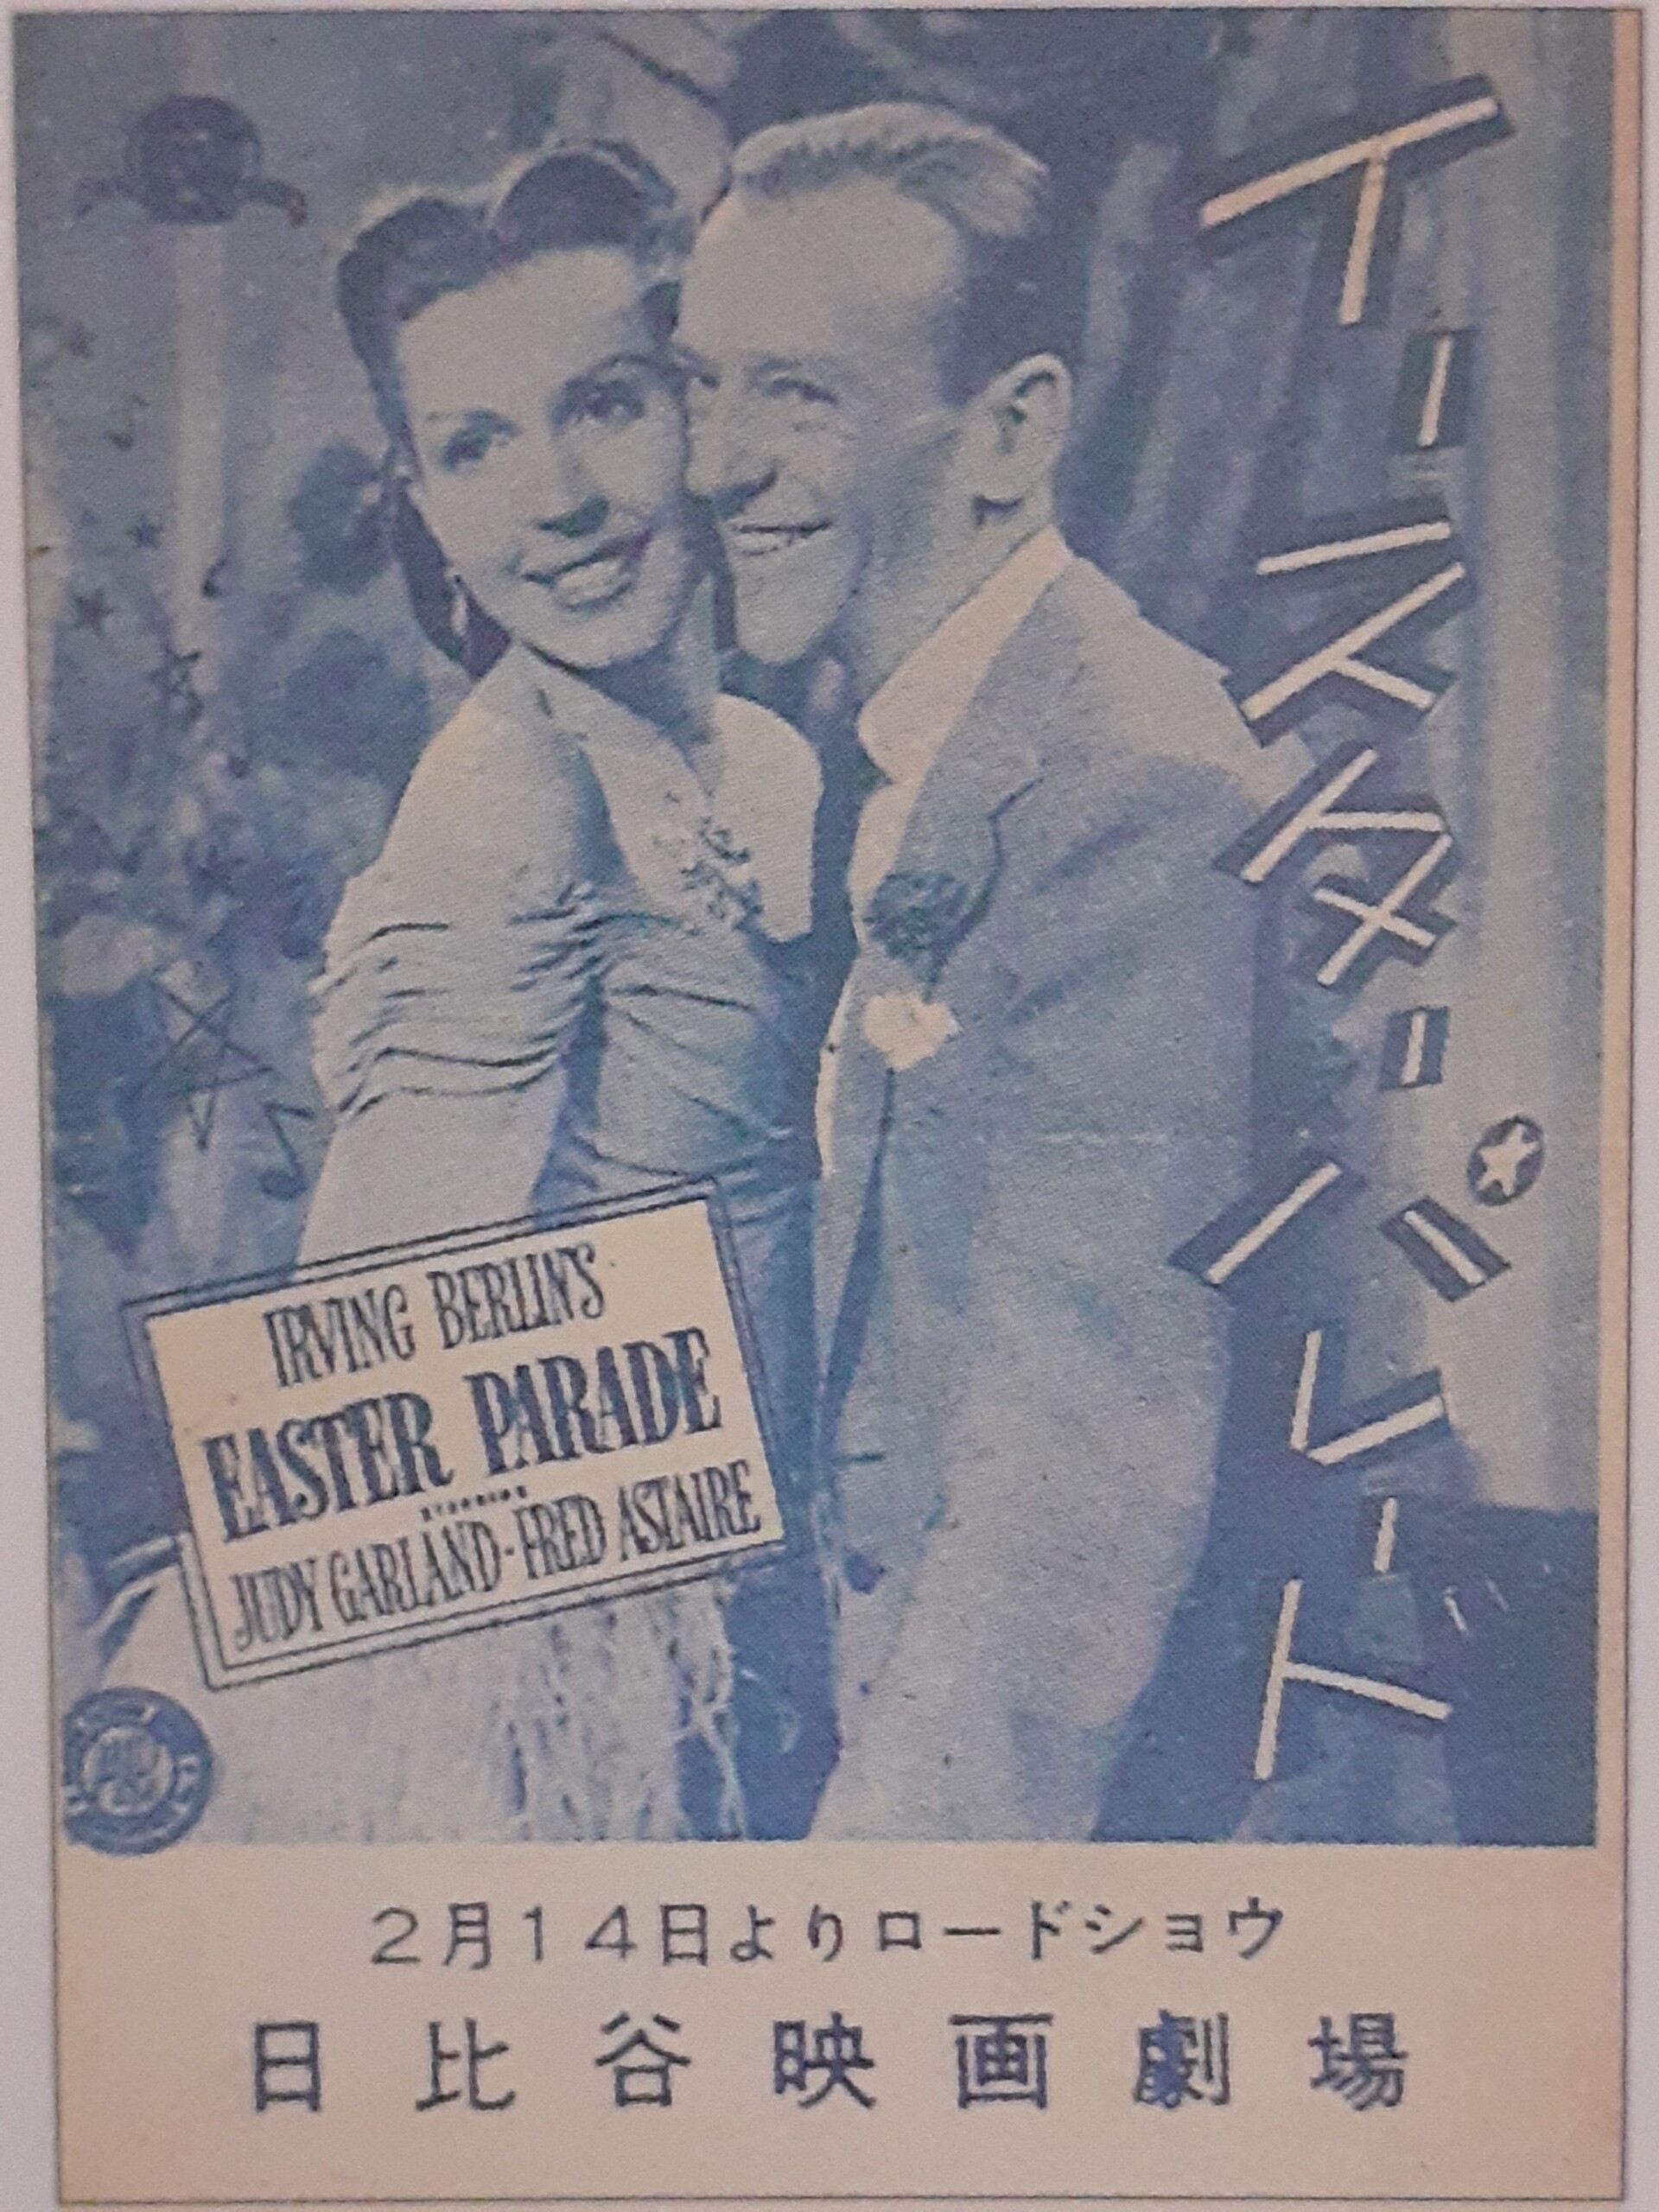 イースターパレード
IRVING BERLIN'S
EASTER PARADE
STARRING
JUDY GARLAND-FRED ASTAIRE
2月14日よりロードショウ
日比谷映画劇場